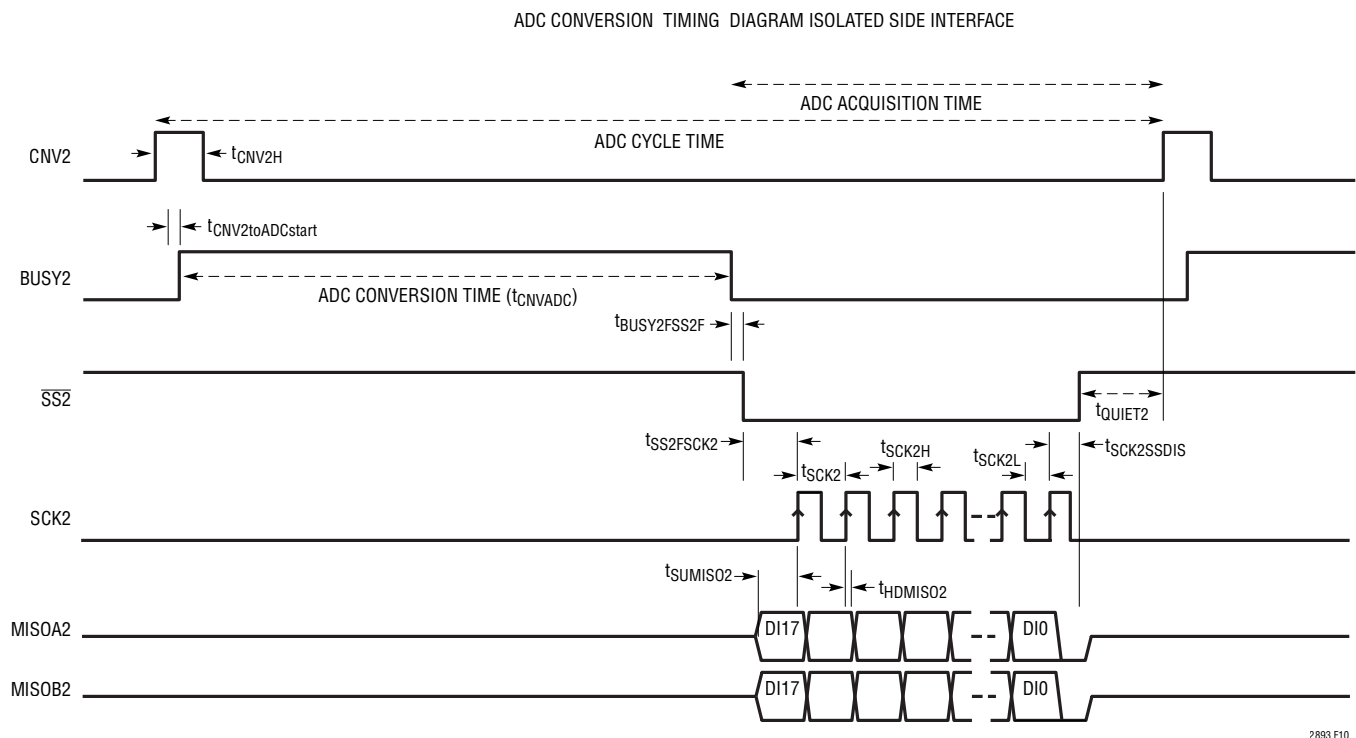 ADC CONVERSION TIMING DIAGRAM ISOLATED SIDE INTERFACE
ADC ACQUISITION TIME
ADC CYCLE TIME
CNV2
tCNV2H
tCNV2toADCstart
BUSY2
ADC CONVERSION TIME (tCNVADC)
tBUSY2FSS2F
SS2
tQUIET2
tSS2FSCK2
tSCK2
tSCK2H
tSCK2L
tSCK2SSDIS
SCK2
tSUMISO2
tHDMISO2
MISOA2
DI17
DI0
MISOB2
DI17
DI0
2893 F10